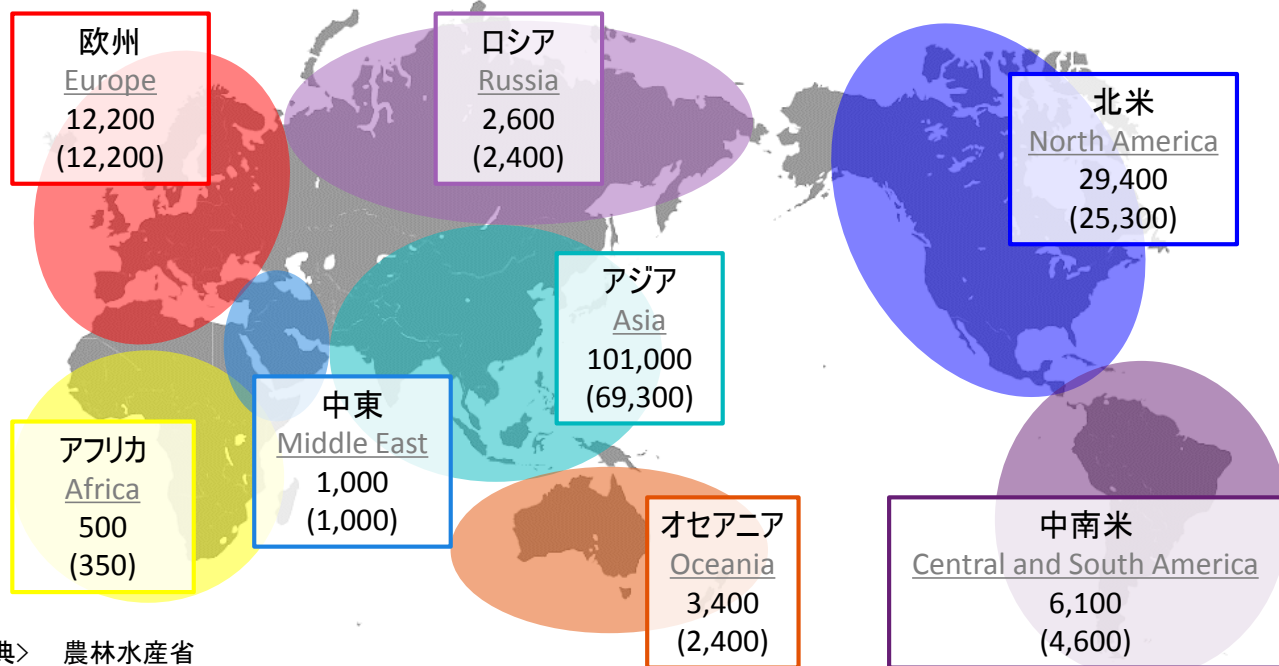 欧州
Europe
12,200
(12,200)
ロシア
Russia
2,600
(2,400)
北米
North America
29,400
(25,300)
アジア
Asia
101,000
(69,300)
中東
Middle East
1,000
(1,000)
アフリカ
Africa
500
(350)
オセアニア
Oceania
3,400
(2,400)
中南米
Central and South America
6,100
(4,600)
典> 農林水産省